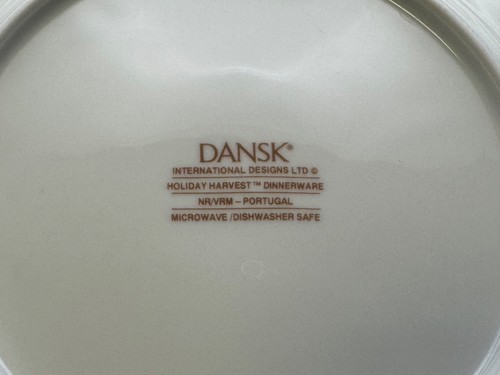 DANSK®
INTERNATIONAL DESIGNS LTD ©
HOLIDAY HARVEST™ DINNERWARE
NR/VRM – PORTUGAL
MICROWAVE /DISHWASHER SAFE